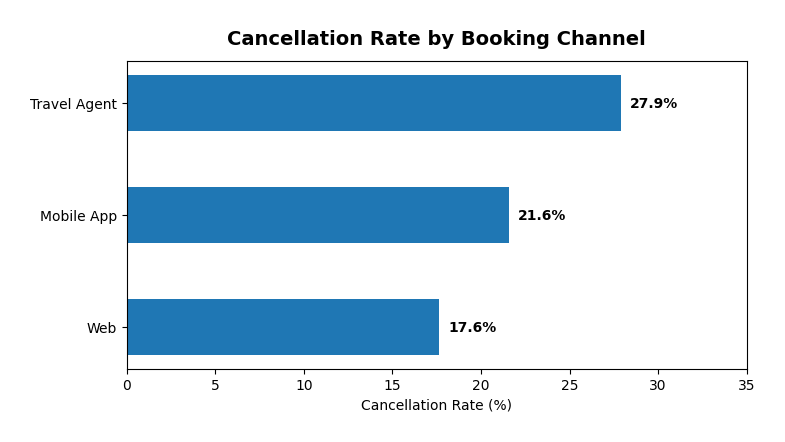 Cancellation Rate by Booking Channel
Travel Agent
27.9%
Mobile App
21.6%
Web
17.6%
0 5 10 15 20 25 30 35
Cancellation Rate (%)